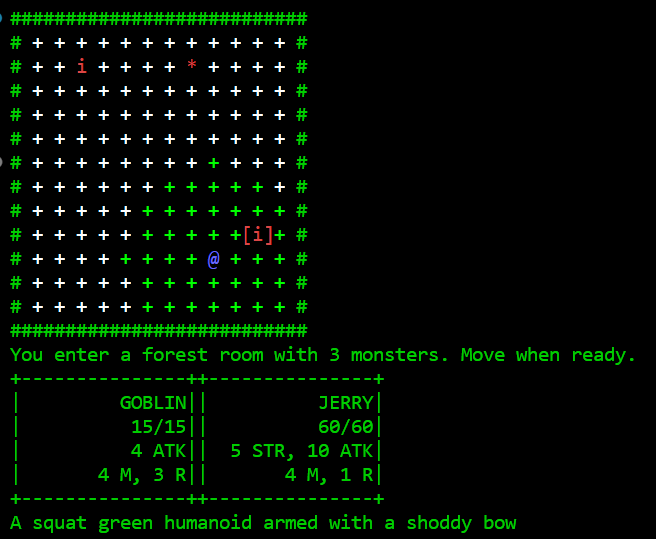 ###########################
# + + + + + + + + + + + + #
# + + i + + + + * + + + + #
# + + + + + + + + + + + + #
# + + + + + + + + + + + + #
# + + + + + + + + + + + + #
# + + + + + + + + + + + + #
# + + + + + + + + + + + + #
# + + + + + + + + + + + + #
# + + + + + + + + + +[i]+ #
# + + + + + + + + @ + + + #
# + + + + + + + + + + + + #
# + + + + + + + + + + + + #
###########################
You enter a forest room with 3 monsters. Move when ready.
+---------------++---------------+
|         GOBLIN||          JERRY|
|          15/15||          60/60|
|          4 ATK||  5 STR, 10 ATK|
|       4 M, 3 R||       4 M, 1 R|
+---------------++---------------+
A squat green humanoid armed with a shoddy bow